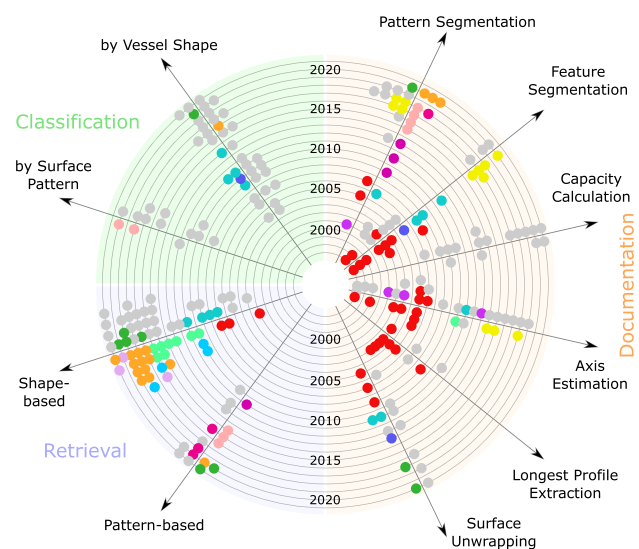 Pattern Segmentation
by Vessel Shape
2020
Feature
Segmentation
2015
Classification
2010
by Surface
Pattern
Capacity
Calculation
2005
2000
Documentation
2000
Axis
Estimation
Shape-
based
2005
2010
Retrieval
2015
Longest Profile
Extraction
2020
Pattern-based
Surface
Unwrapping